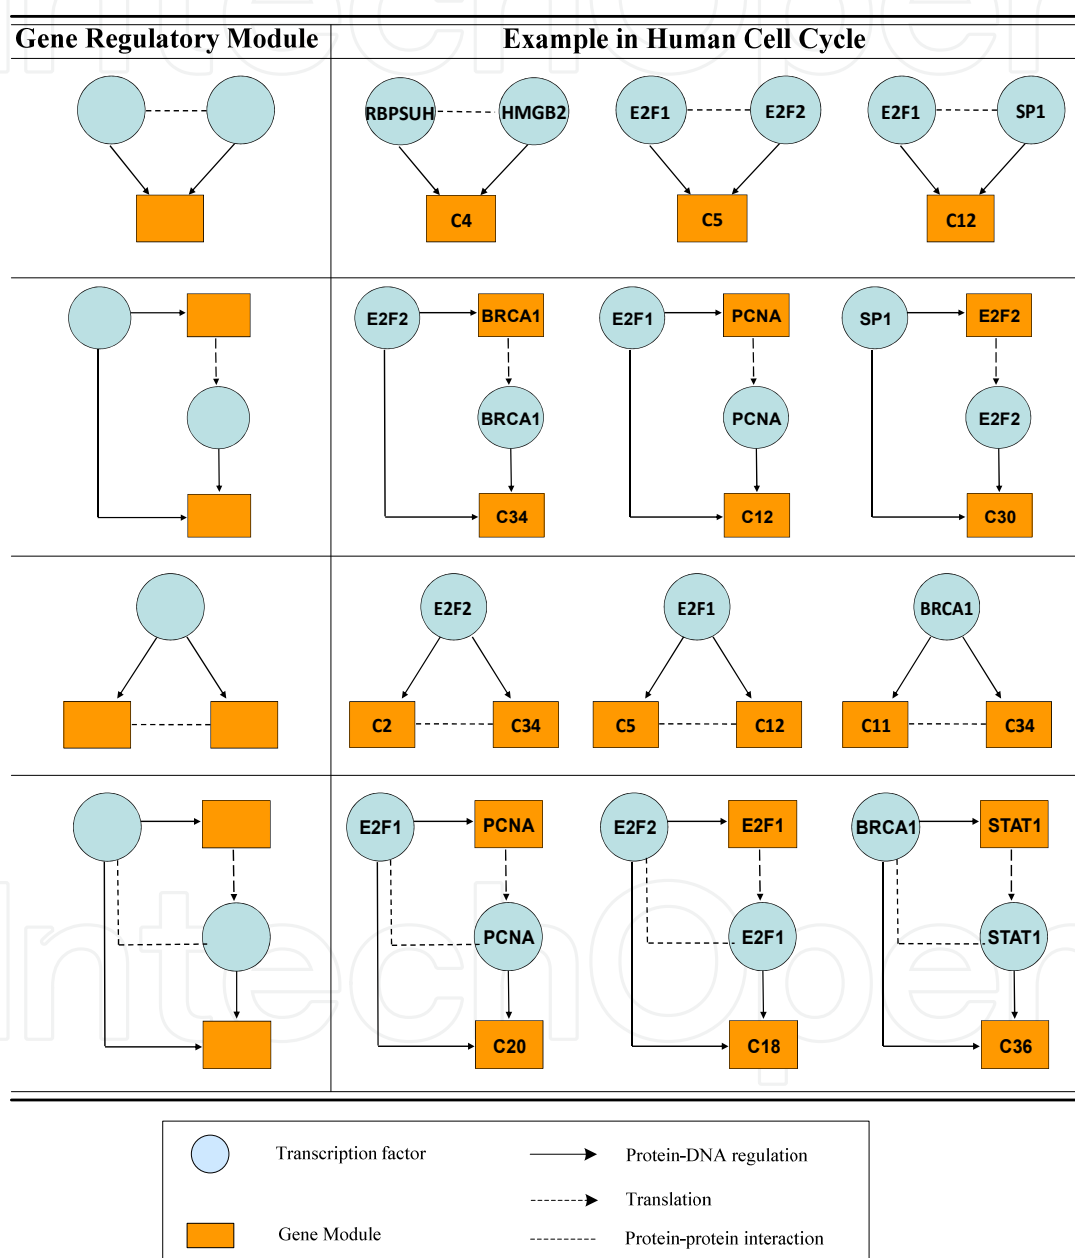 Gene Regulatory Module Example in Human Cell Cycle
RBPSUH HMGB2 E2F1 E2F2 E2F1 SP1
C4 C5 C12
E2F2 BRCA1 E2F1 PCNA SP1 E2F2
BRCA1 PCNA E2F2
C34 C12 C30
E2F2 E2F1 BRCA1
C2 C34 C5 C12 C11 C34
E2F1 PCNA E2F2 E2F1 BRCA1 STAT1
PCNA E2F1 STAT1
C20 C18 C36
Transcription factor Protein-DNA regulation
Translation
Gene Module Protein-protein interaction
IntechOpen
IntechOpen